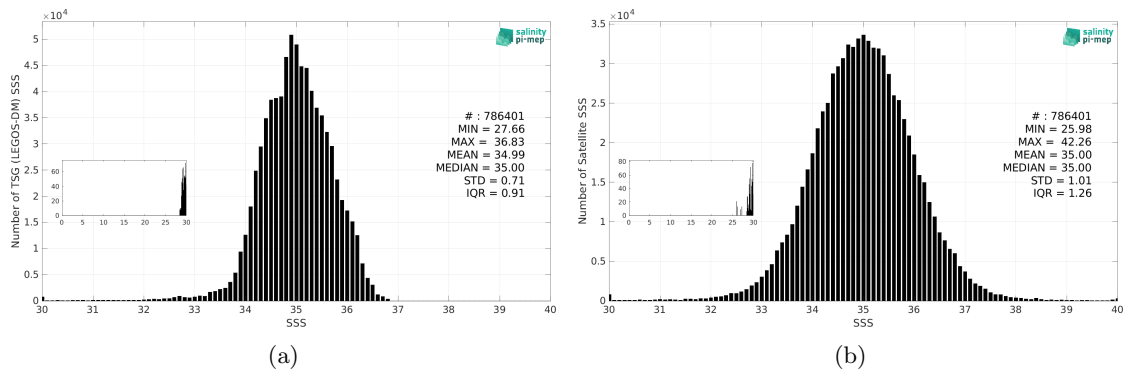 ×10⁴
5
4.5
4
3.5
3
2.5
2
1.5
1
0.5
0
Number of TSG (LEGOS-DM) SSS
salinity
pi-mep
# : 786401
MIN = 27.66
MAX = 36.83
MEAN = 34.99
MEDIAN = 35.00
STD = 0.71
IQR = 0.91
60
40
20
0
0 5 10 15 20 25 30
30 31 32 33 34 35 36 37 38 39 40
SSS
(a)
×10⁴
3.5
3
2.5
2
1.5
1
0.5
0
Number of Satellite SSS
salinity
pi-mep
# : 786401
MIN = 25.98
MAX = 42.26
MEAN = 35.00
MEDIAN = 35.00
STD = 1.01
IQR = 1.26
80
60
40
20
0
0 5 10 15 20 25 30
30 31 32 33 34 35 36 37 38 39 40
SSS
(b)